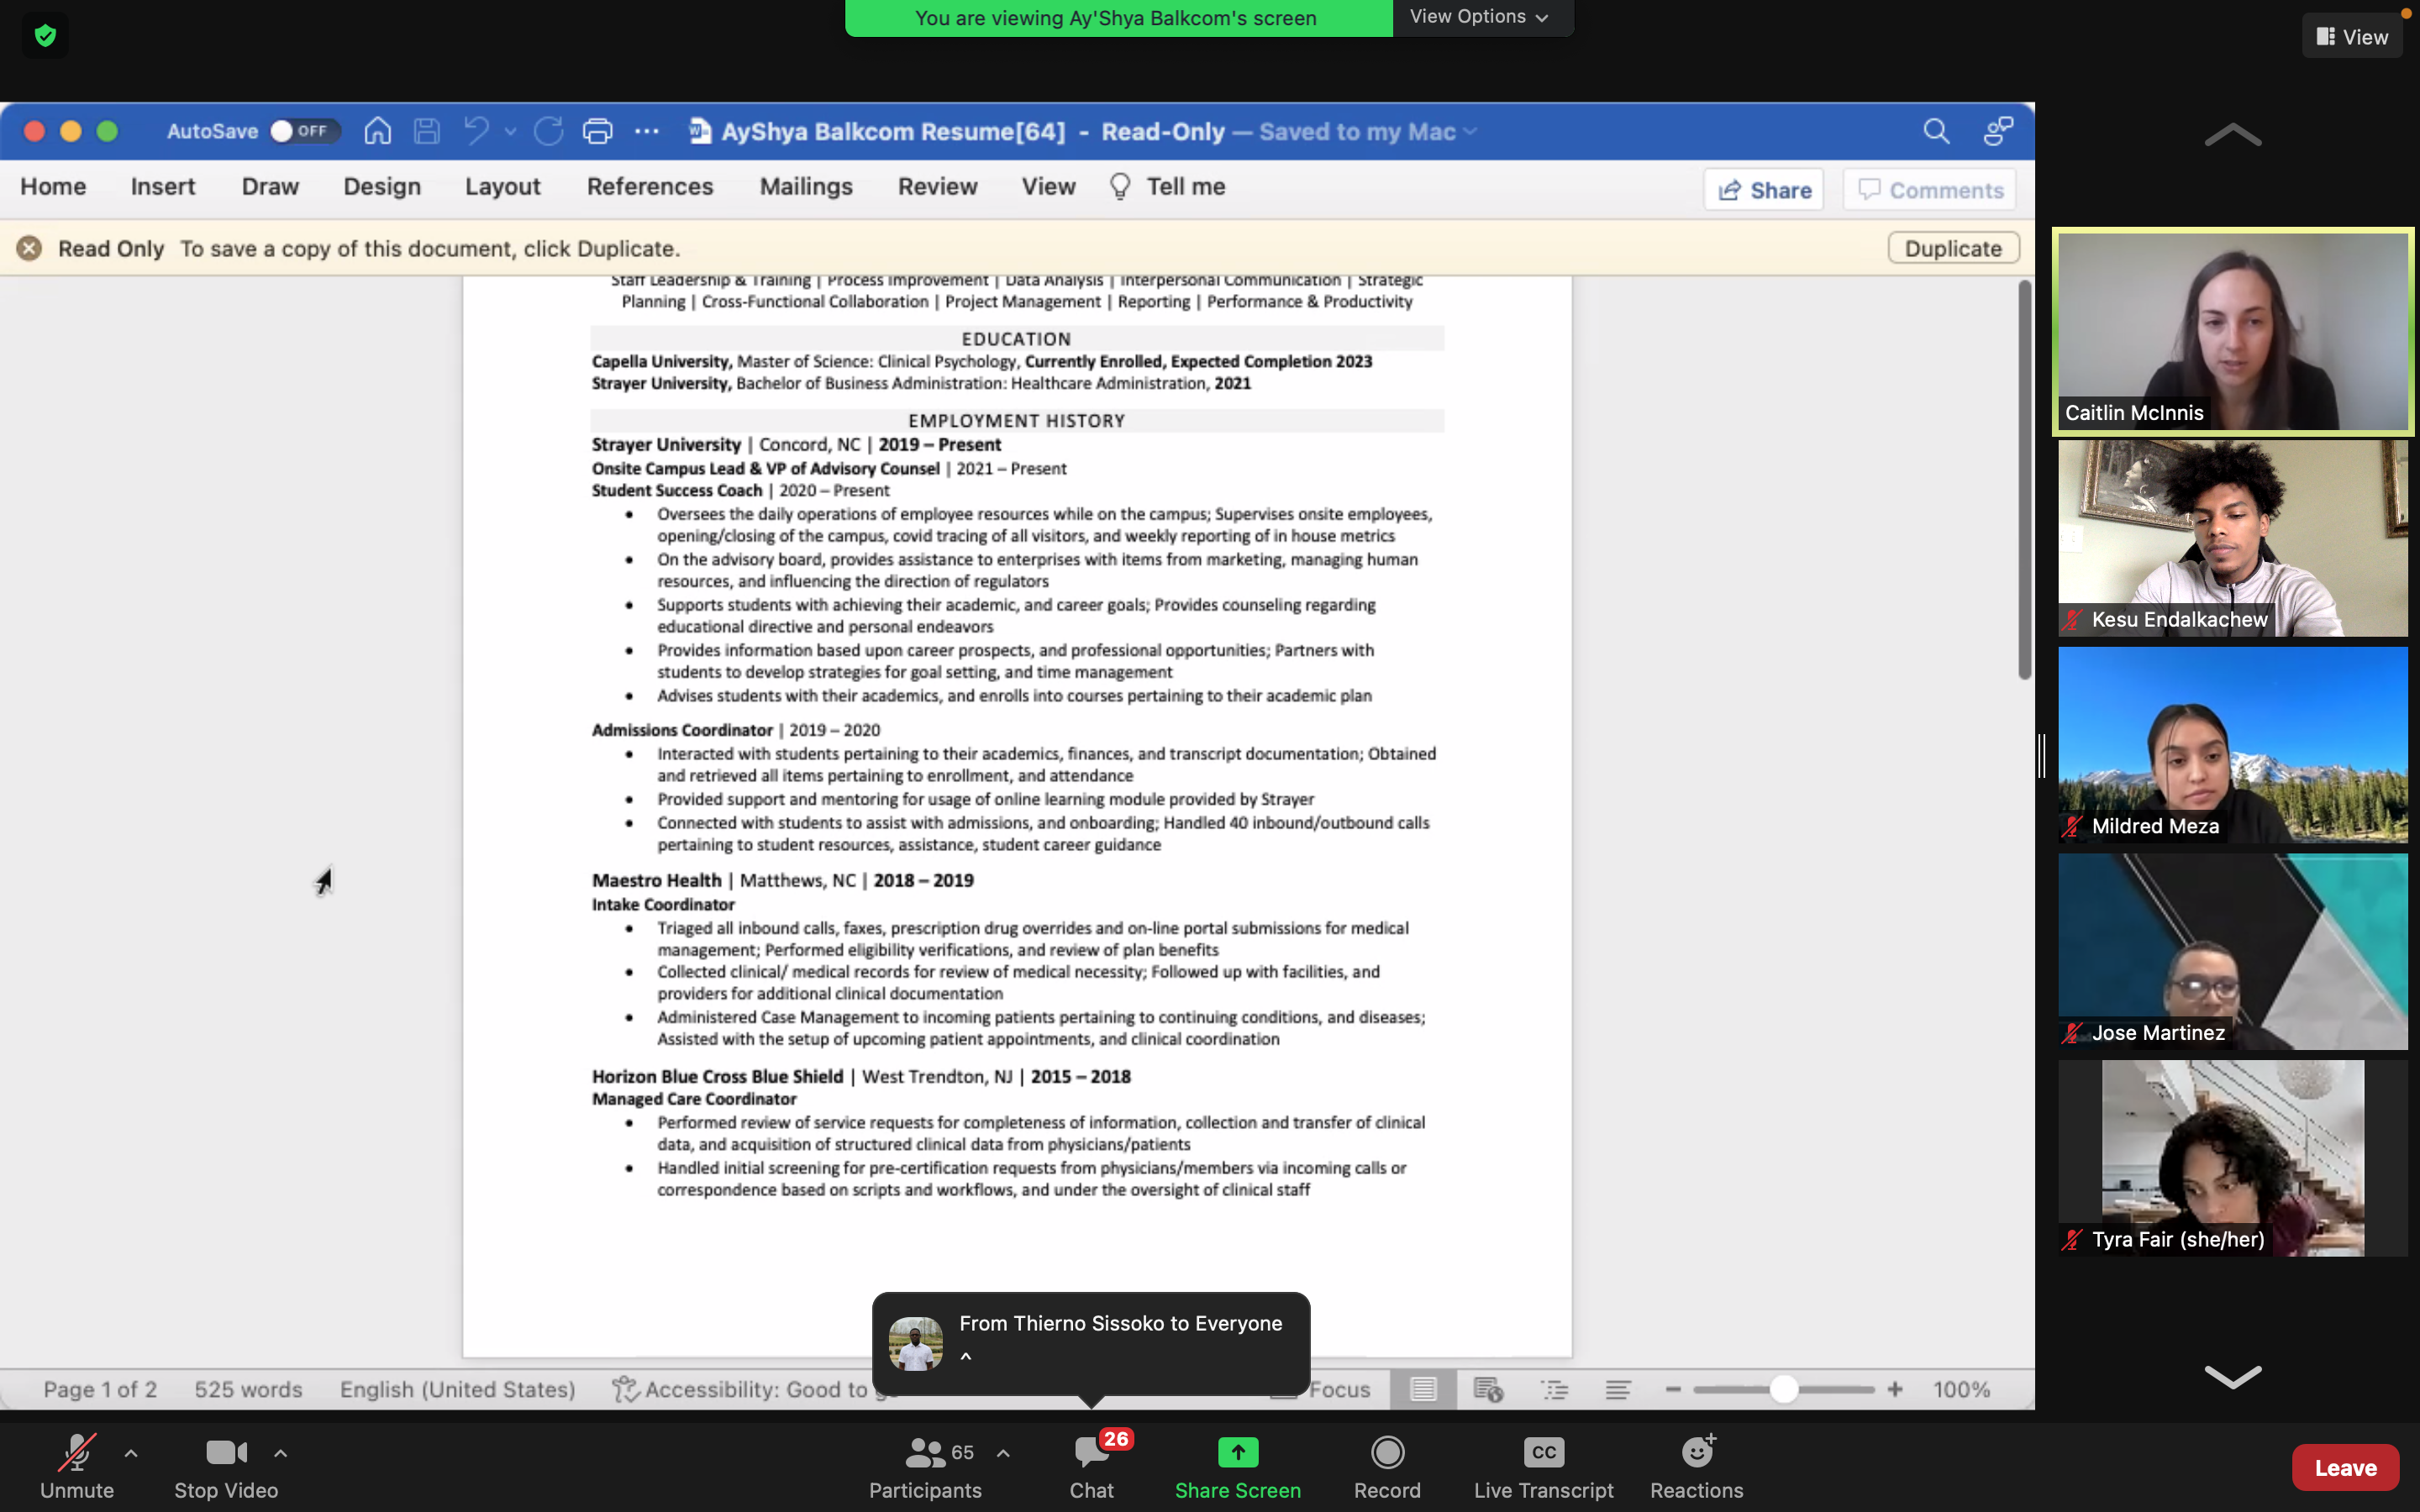 You are viewing Ay'Shya Balkcom's screen
View Options
View
AutoSave OFF
AyShya Balkcom Resume[64] - Read-Only — Saved to my Mac
Home Insert Draw Design Layout References Mailings Review View Tell me
Share Comments
Read Only To save a copy of this document, click Duplicate.
Duplicate
Staff Leadership & Training | Process Improvement | Data Analysis | Interpersonal Communication | Strategic
Planning | Cross-Functional Collaboration | Project Management | Reporting | Performance & Productivity
EDUCATION
Capella University, Master of Science: Clinical Psychology, Currently Enrolled, Expected Completion 2023
Strayer University, Bachelor of Business Administration: Healthcare Administration, 2021
EMPLOYMENT HISTORY
Strayer University | Concord, NC | 2019 – Present
Onsite Campus Lead & VP of Advisory Counsel | 2021 – Present
Student Success Coach | 2020 – Present
• Oversees the daily operations of employee resources while on the campus; Supervises onsite employees,
opening/closing of the campus, covid tracing of all visitors, and weekly reporting of in house metrics
• On the advisory board, provides assistance to enterprises with items from marketing, managing human
resources, and influencing the direction of regulators
• Supports students with achieving their academic, and career goals; Provides counseling regarding
educational directive and personal endeavors
• Provides information based upon career prospects, and professional opportunities; Partners with
students to develop strategies for goal setting, and time management
• Advises students with their academics, and enrolls into courses pertaining to their academic plan
Admissions Coordinator | 2019 – 2020
• Interacted with students pertaining to their academics, finances, and transcript documentation; Obtained
and retrieved all items pertaining to enrollment, and attendance
• Provided support and mentoring for usage of online learning module provided by Strayer
• Connected with students to assist with admissions, and onboarding; Handled 40 inbound/outbound calls
pertaining to student resources, assistance, student career guidance
Maestro Health | Matthews, NC | 2018 – 2019
Intake Coordinator
• Triaged all inbound calls, faxes, prescription drug overrides and on-line portal submissions for medical
management; Performed eligibility verifications, and review of plan benefits
• Collected clinical/ medical records for review of medical necessity; Followed up with facilities, and
providers for additional clinical documentation
• Administered Case Management to incoming patients pertaining to continuing conditions, and diseases;
Assisted with the setup of upcoming patient appointments, and clinical coordination
Horizon Blue Cross Blue Shield | West Trendton, NJ | 2015 – 2018
Managed Care Coordinator
• Performed review of service requests for completeness of information, collection and transfer of clinical
data, and acquisition of structured clinical data from physicians/patients
• Handled initial screening for pre-certification requests from physicians/members via incoming calls or
correspondence based on scripts and workflows, and under the oversight of clinical staff
Caitlin McInnis
Kesu Endalkachew
Mildred Meza
Jose Martinez
Tyra Fair (she/her)
From Thierno Sissoko to Everyone
^
Page 1 of 2 525 words English (United States) Accessibility: Good to Focus 100%
65 26 CC
Unmute Stop Video Participants Chat Share Screen Record Live Transcript Reactions
Leave